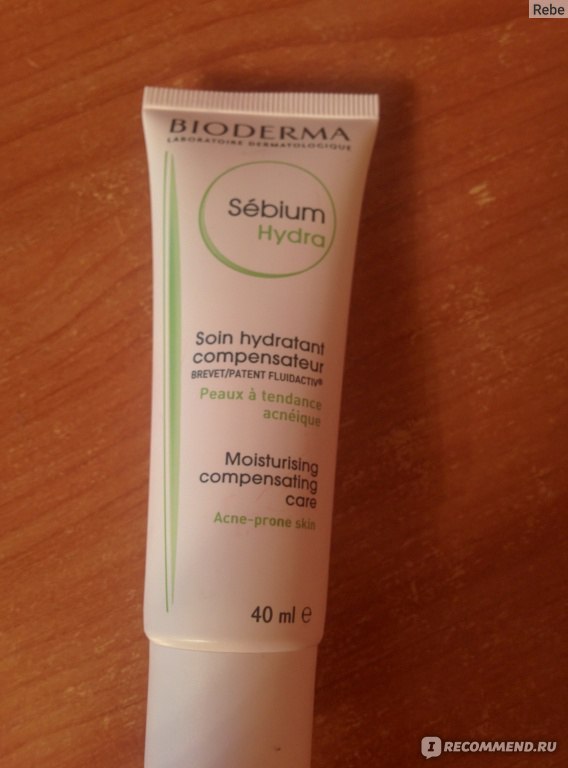 Rebe
BIODERMA
LABORATOIRE DERMATOLOGIQUE
Sébium
Hydra
Soin hydratant
compensateur
BREVET/PATENT FLUIDACTIV®
Peaux à tendance
acnéique
Moisturising
compensating
care
Acne-prone skin
40 ml ℮
IRECOMMEND.RU